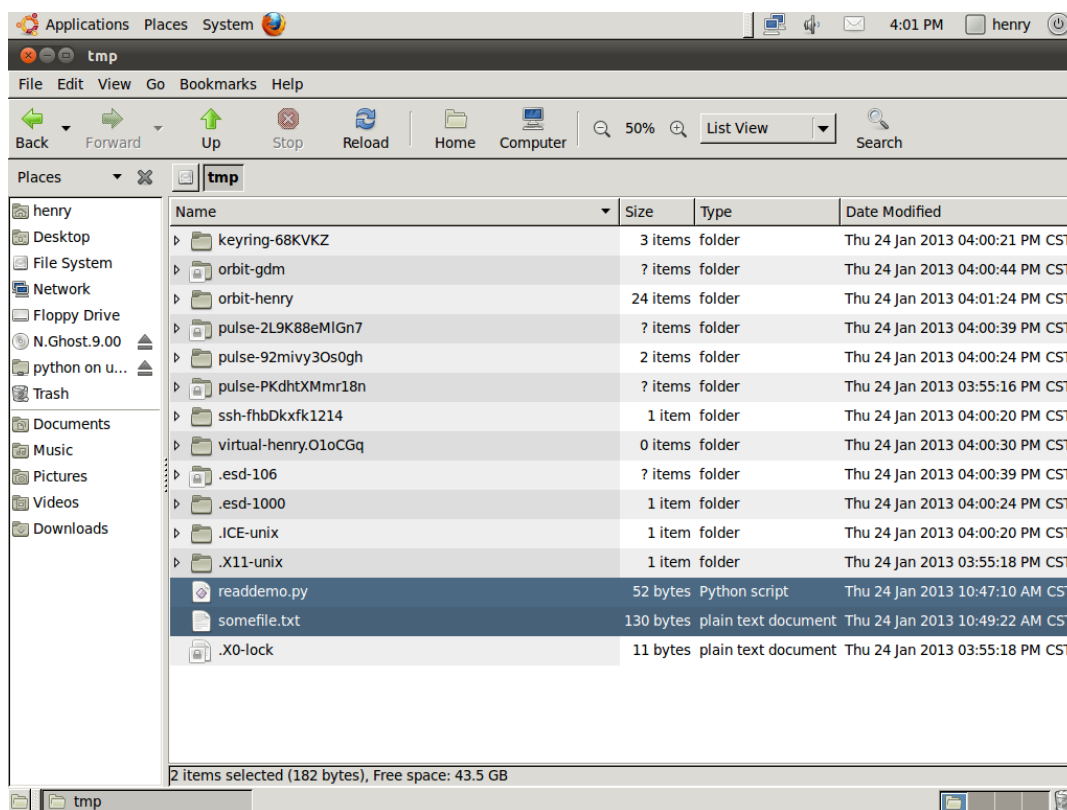 Applications Places System 4:01 PM henry
tmp
File Edit View Go Bookmarks Help
Back Forward Up Stop Reload Home Computer 50% List View Search
Places tmp
henry
Desktop
File System
Network
Floppy Drive
N.Ghost.9.00
python on u...
Trash
Documents
Music
Pictures
Videos
Downloads
Name Size Type Date Modified
keyring-68KVKZ 3 items folder Thu 24 Jan 2013 04:00:21 PM CST
orbit-gdm ? items folder Thu 24 Jan 2013 04:00:44 PM CST
orbit-henry 24 items folder Thu 24 Jan 2013 04:01:24 PM CST
pulse-2L9K88eMlGn7 ? items folder Thu 24 Jan 2013 04:00:39 PM CST
pulse-92mivy3Os0gh 2 items folder Thu 24 Jan 2013 04:00:24 PM CST
pulse-PKdhtXMmr18n ? items folder Thu 24 Jan 2013 03:55:16 PM CST
ssh-fhbDkxfk1214 1 item folder Thu 24 Jan 2013 04:00:20 PM CST
virtual-henry.O1oCGq 0 items folder Thu 24 Jan 2013 04:00:30 PM CST
.esd-106 ? items folder Thu 24 Jan 2013 04:00:39 PM CST
.esd-1000 1 item folder Thu 24 Jan 2013 04:00:24 PM CST
.ICE-unix 1 item folder Thu 24 Jan 2013 04:00:20 PM CST
.X11-unix 1 item folder Thu 24 Jan 2013 03:55:18 PM CST
readdemo.py 52 bytes Python script Thu 24 Jan 2013 10:47:10 AM CST
somefile.txt 130 bytes plain text document Thu 24 Jan 2013 10:49:22 AM CST
.X0-lock 11 bytes plain text document Thu 24 Jan 2013 03:55:18 PM CST
2 items selected (182 bytes), Free space: 43.5 GB
tmp